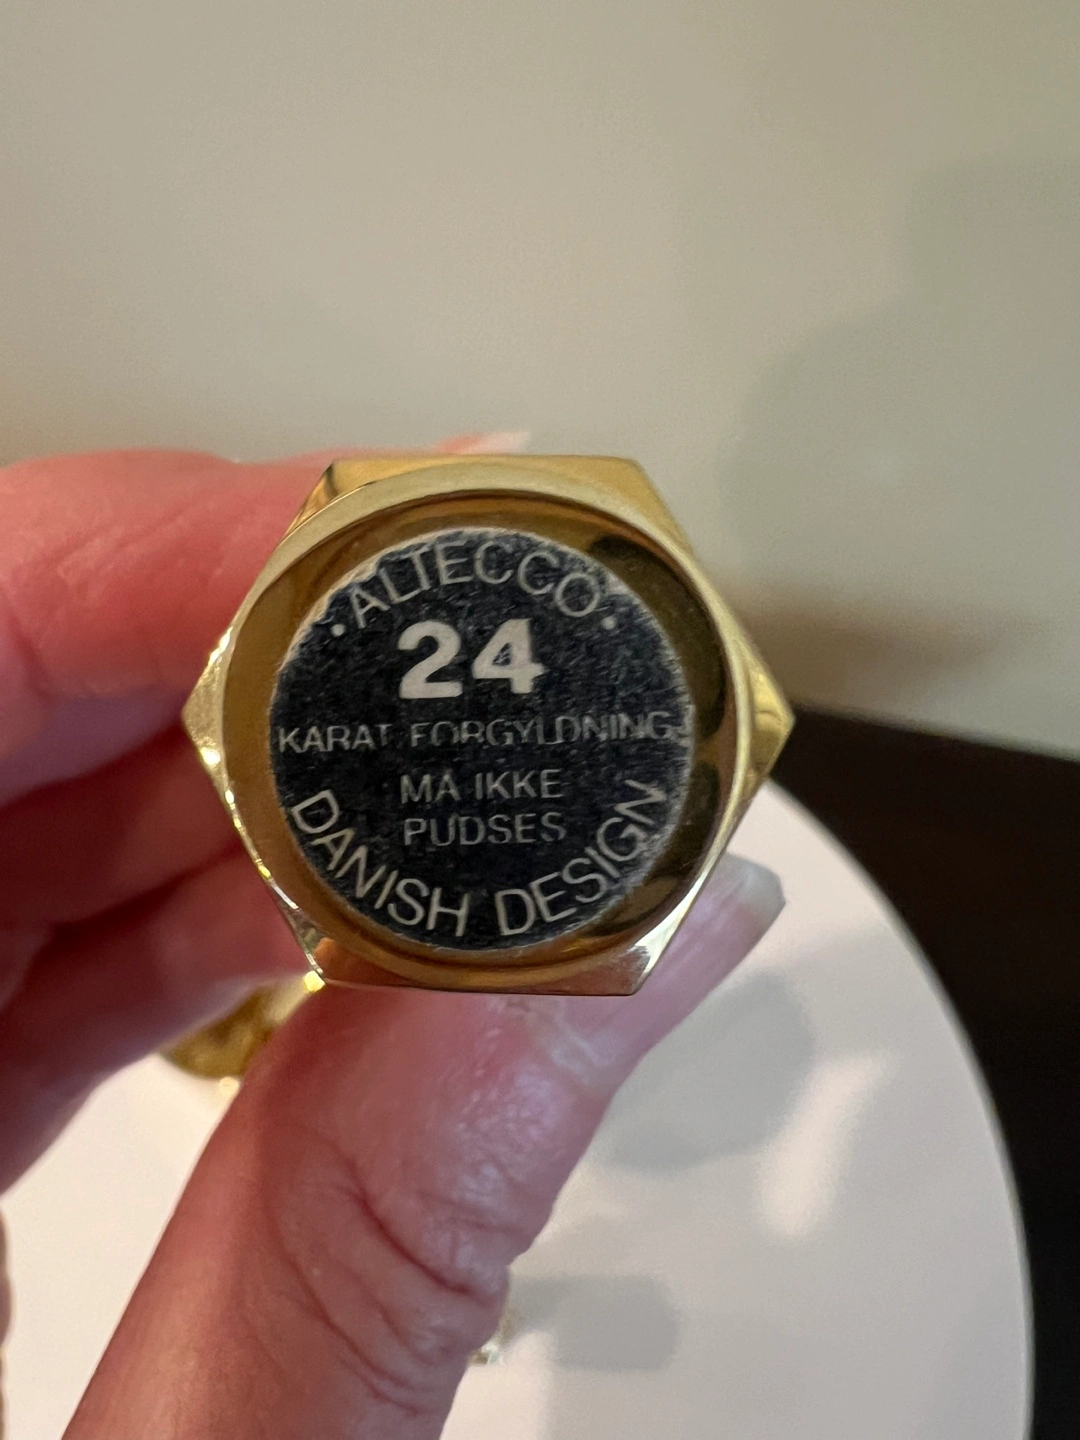 ·ALTECCO·
24
KARAT FORGYLDNING
MA IKKE
PUDSES
DANISH DESIGN